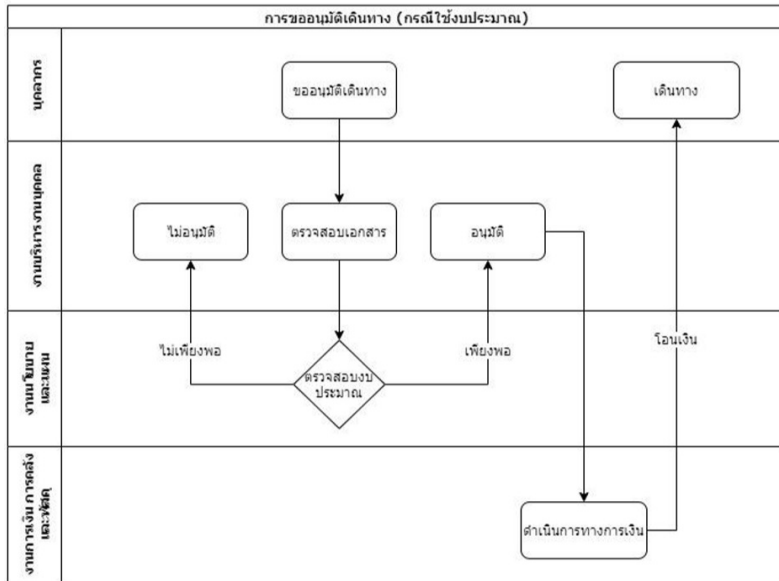 การขออนุมัติเดินทาง (กรณีใช้งบประมาณ)
บุคลากร
ขออนุมัติเดินทาง
เดินทาง
งานบริหารงานบุคคล
ไม่อนุมัติ
ตรวจสอบเอกสาร
อนุมัติ
งานนโยบาย
และแผน
ไม่เพียงพอ
ตรวจสอบงบ
ประมาณ
เพียงพอ
โอนเงิน
งานการเงิน การคลัง
และพัสดุ
ดำเนินการทางการเงิน